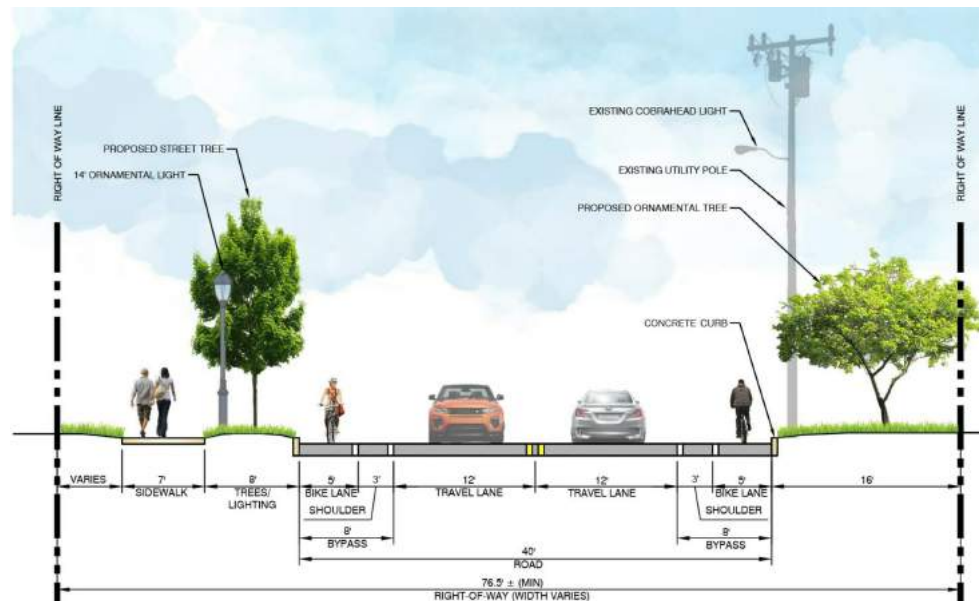 RIGHT OF WAY LINE
PROPOSED STREET TREE
14' ORNAMENTAL LIGHT
EXISTING COBRAHEAD LIGHT
EXISTING UTILITY POLE
PROPOSED ORNAMENTAL TREE
CONCRETE CURB
RIGHT OF WAY LINE
VARIES
7'
SIDEWALK
8'
TREES/
LIGHTING
5'
BIKE LANE
3'
SHOULDER
8'
BYPASS
12'
TRAVEL LANE
12'
TRAVEL LANE
3'
SHOULDER
5'
BIKE LANE
8'
BYPASS
16'
40'
ROAD
76.5' ± (MIN)
RIGHT-OF-WAY (WIDTH VARIES)